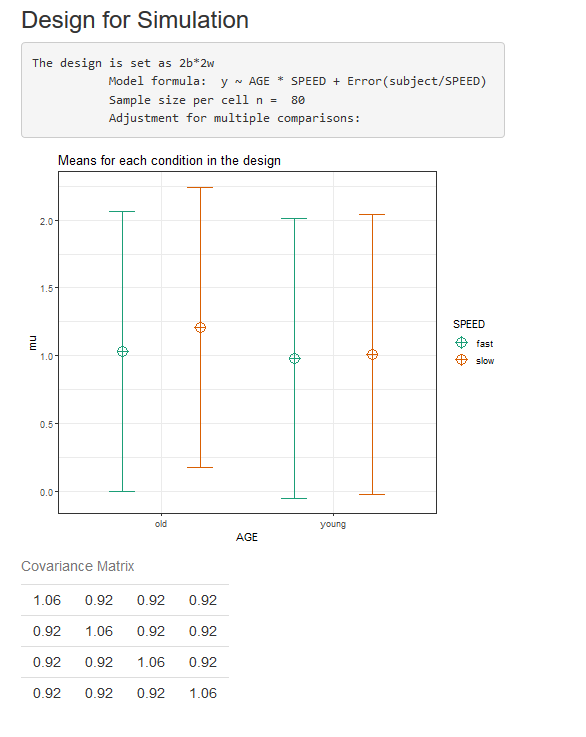 Design for Simulation
The design is set as 2b*2w
Model formula:  y ~ AGE * SPEED + Error(subject/SPEED)
Sample size per cell n =  80
Adjustment for multiple comparisons:
Means for each condition in the design
2.0
1.5
1.0
0.5
0.0
mu
old young
AGE
SPEED
fast
slow
Covariance Matrix
1.06 0.92 0.92 0.92
0.92 1.06 0.92 0.92
0.92 0.92 1.06 0.92
0.92 0.92 0.92 1.06